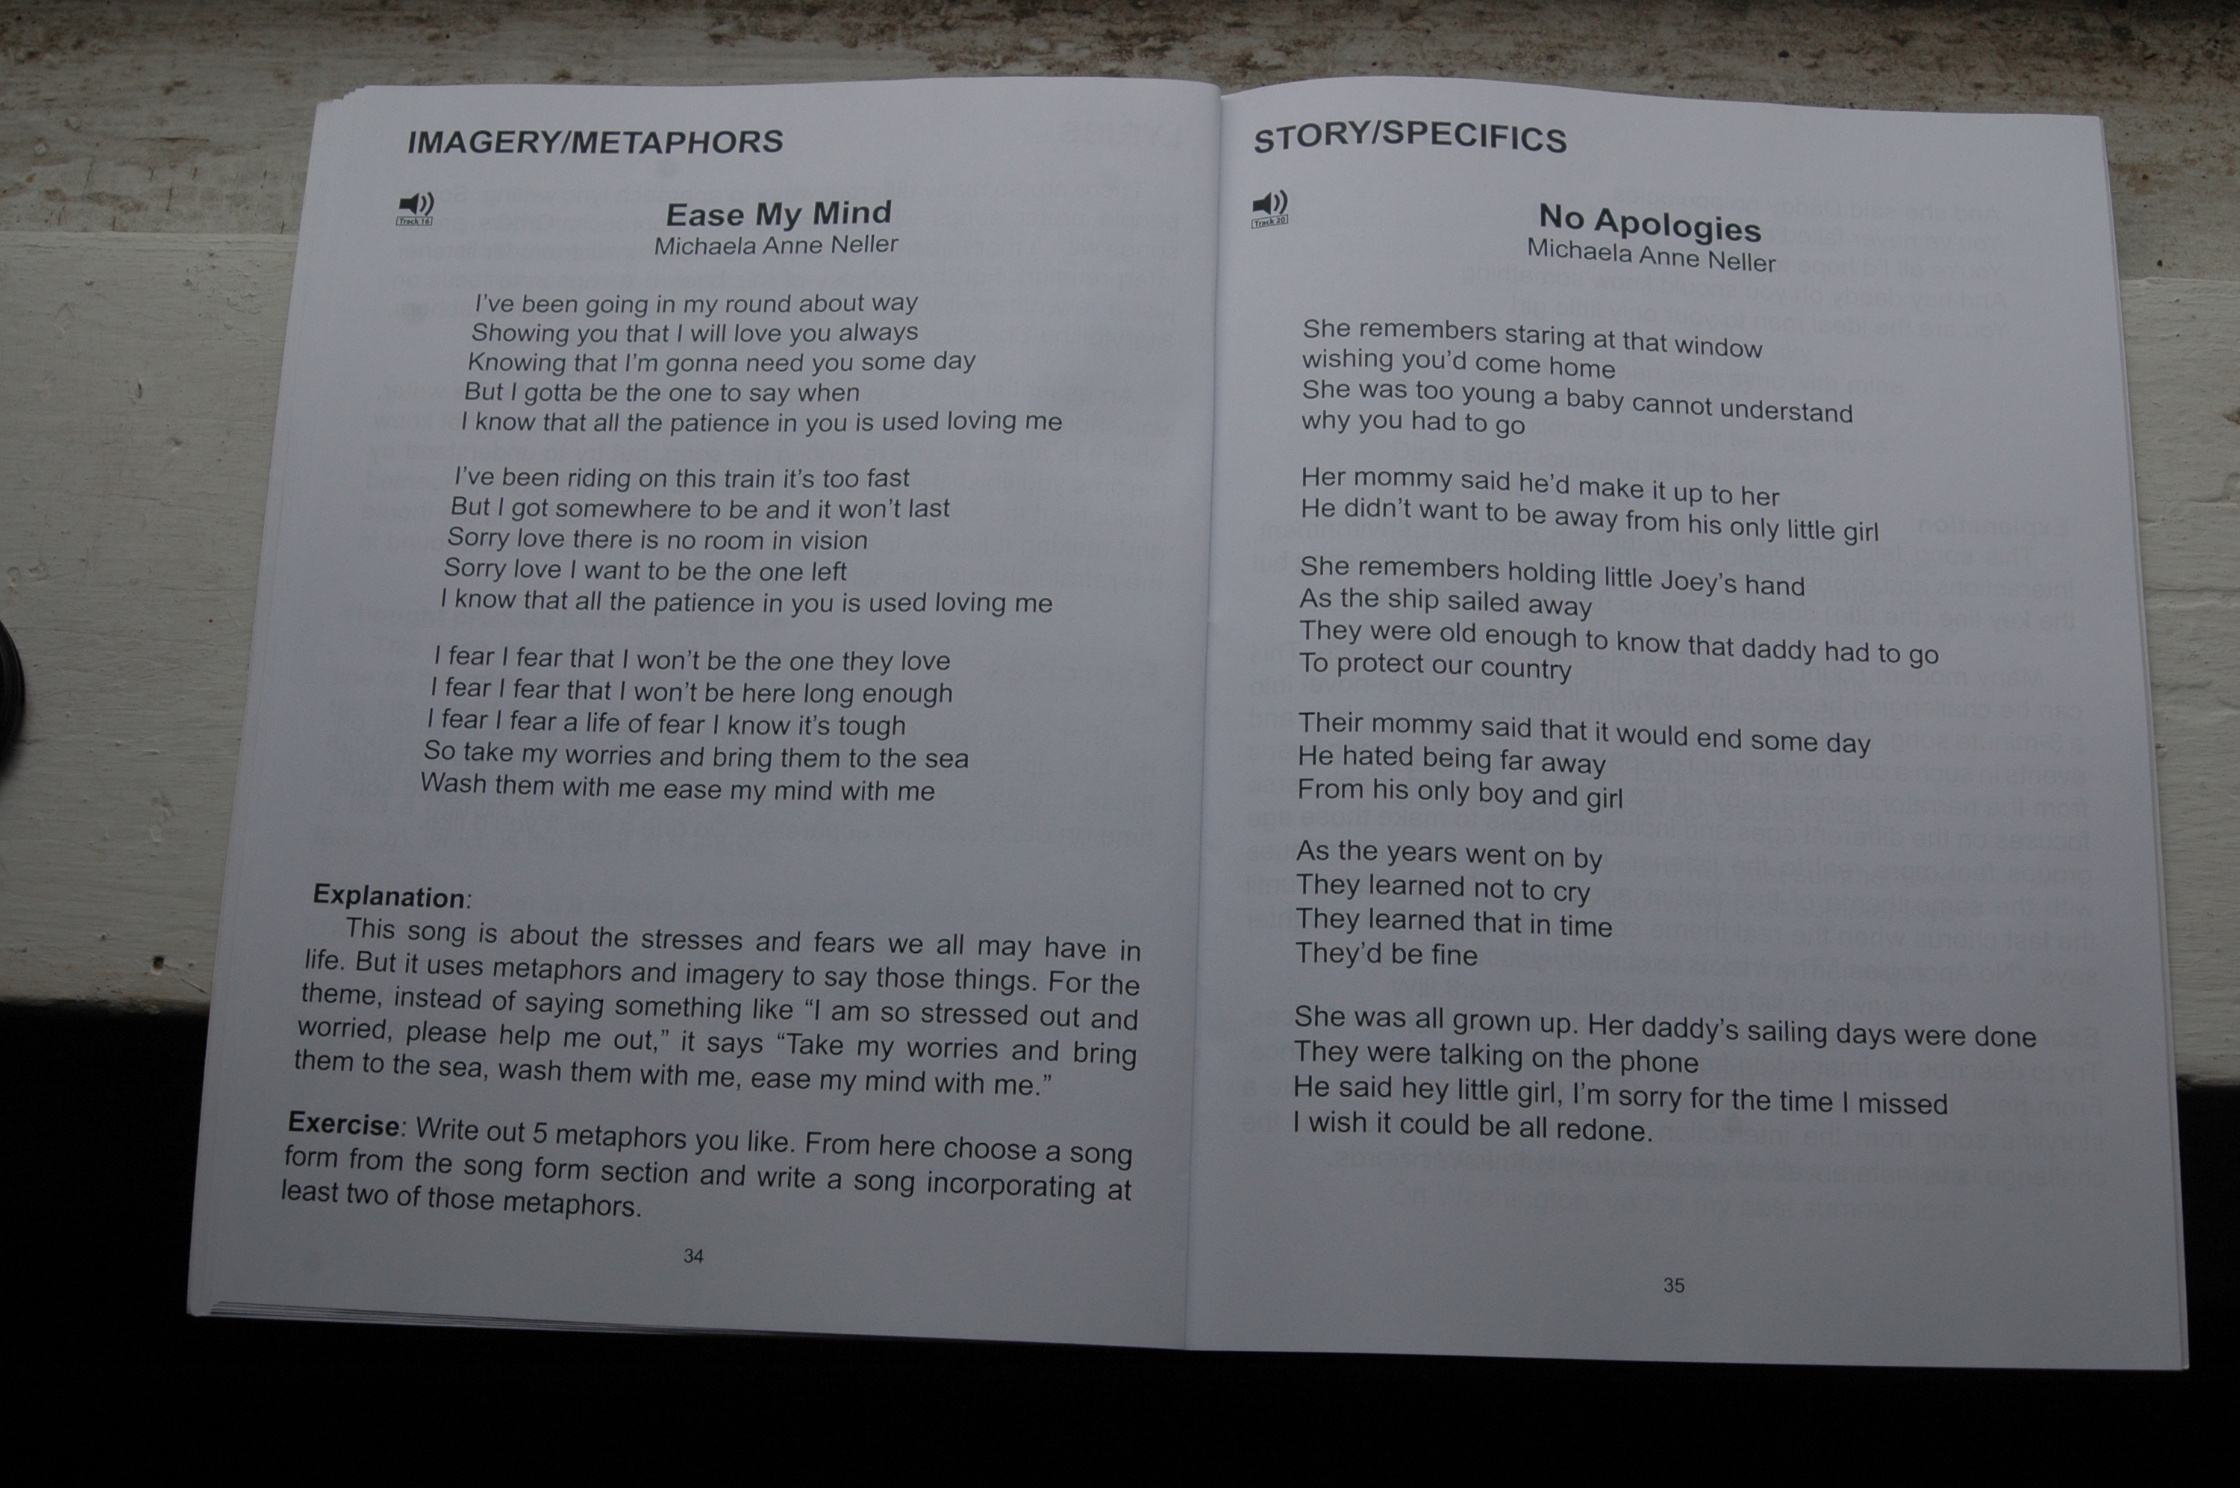 IMAGERY/METAPHORS
Track 16
Ease My Mind
Michaela Anne Neller
I've been going in my round about way
Showing you that I will love you always
Knowing that I'm gonna need you some day
But I gotta be the one to say when
I know that all the patience in you is used loving me
I've been riding on this train it's too fast
But I got somewhere to be and it won't last
Sorry love there is no room in vision
Sorry love I want to be the one left
I know that all the patience in you is used loving me
I fear I fear that I won't be the one they love
I fear I fear that I won't be here long enough
I fear I fear a life of fear I know it's tough
So take my worries and bring them to the sea
Wash them with me ease my mind with me
Explanation:
This song is about the stresses and fears we all may have in
life. But it uses metaphors and imagery to say those things. For the
theme, instead of saying something like “I am so stressed out and
worried, please help me out,” it says “Take my worries and bring
them to the sea, wash them with me, ease my mind with me.”
Exercise: Write out 5 metaphors you like. From here choose a song
form from the song form section and write a song incorporating at
least two of those metaphors.
34
STORY/SPECIFICS
Track 20
No Apologies
Michaela Anne Neller
She remembers staring at that window
wishing you'd come home
She was too young a baby cannot understand
why you had to go
Her mommy said he'd make it up to her
He didn't want to be away from his only little girl
She remembers holding little Joey's hand
As the ship sailed away
They were old enough to know that daddy had to go
To protect our country
Their mommy said that it would end some day
He hated being far away
From his only boy and girl
As the years went on by
They learned not to cry
They learned that in time
They'd be fine
She was all grown up. Her daddy's sailing days were done
They were talking on the phone
He said hey little girl, I'm sorry for the time I missed
I wish it could be all redone.
35